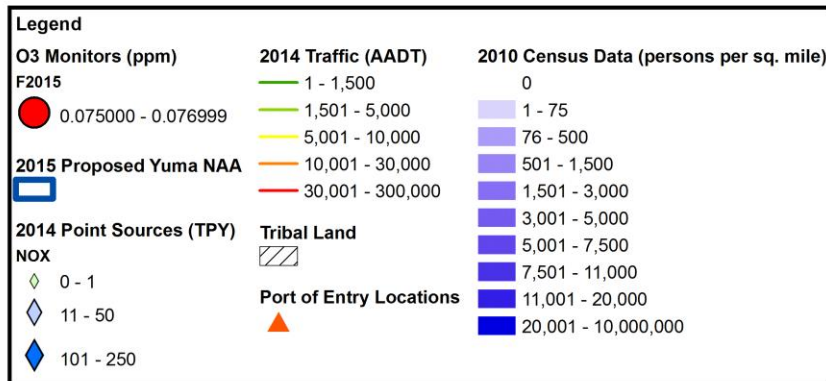 Legend
O3 Monitors (ppm)
F2015
0.075000 - 0.076999
2015 Proposed Yuma NAA
2014 Point Sources (TPY)
NOX
0 - 1
11 - 50
101 - 250
2014 Traffic (AADT)
1 - 1,500
1,501 - 5,000
5,001 - 10,000
10,001 - 30,000
30,001 - 300,000
Tribal Land
Port of Entry Locations
2010 Census Data (persons per sq. mile)
0
1 - 75
76 - 500
501 - 1,500
1,501 - 3,000
3,001 - 5,000
5,001 - 7,500
7,501 - 11,000
11,001 - 20,000
20,001 - 10,000,000